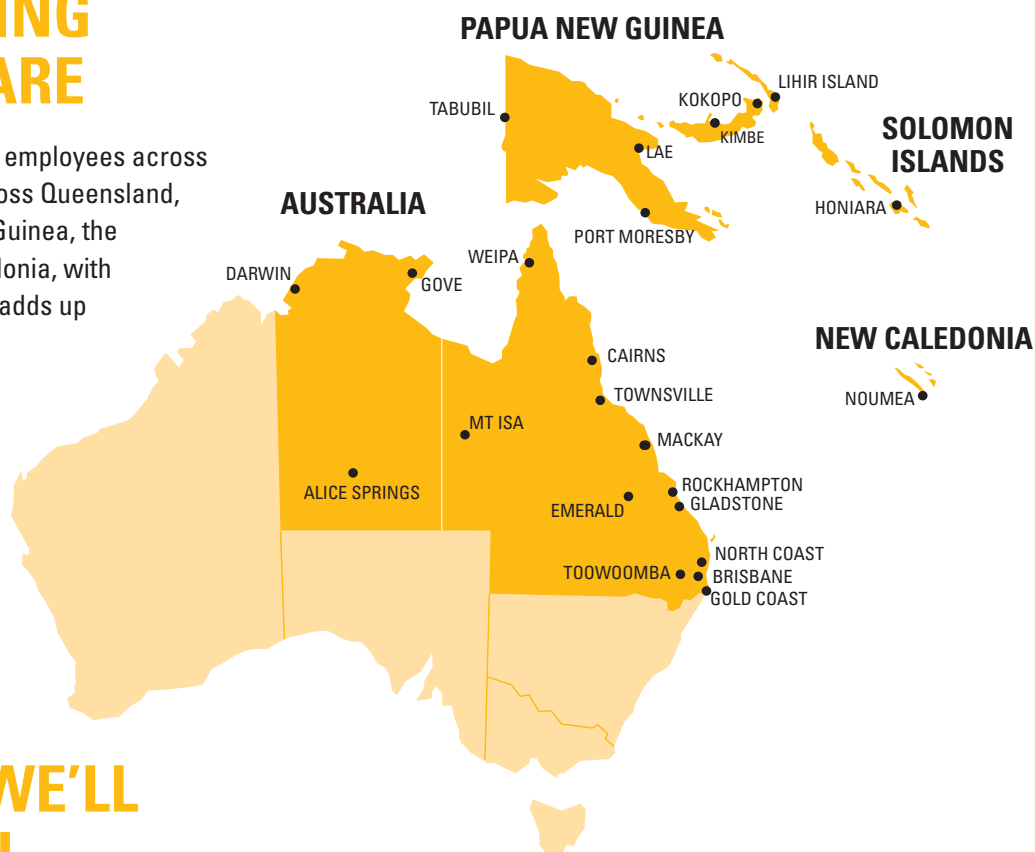 ING
ARE
employees across
oss Queensland,
Guinea, the
donia, with
adds up
PAPUA NEW GUINEA
TABUBIL
KOKOPO
LIHIR ISLAND
KIMBE
LAE
PORT MORESBY
SOLOMON
ISLANDS
HONIARA
AUSTRALIA
DARWIN
GOVE
WEIPA
CAIRNS
TOWNSVILLE
MT ISA
MACKAY
ALICE SPRINGS
ROCKHAMPTON
GLADSTONE
EMERALD
NORTH COAST
TOOWOOMBA
BRISBANE
GOLD COAST
NEW CALEDONIA
NOUMEA
WE'LL